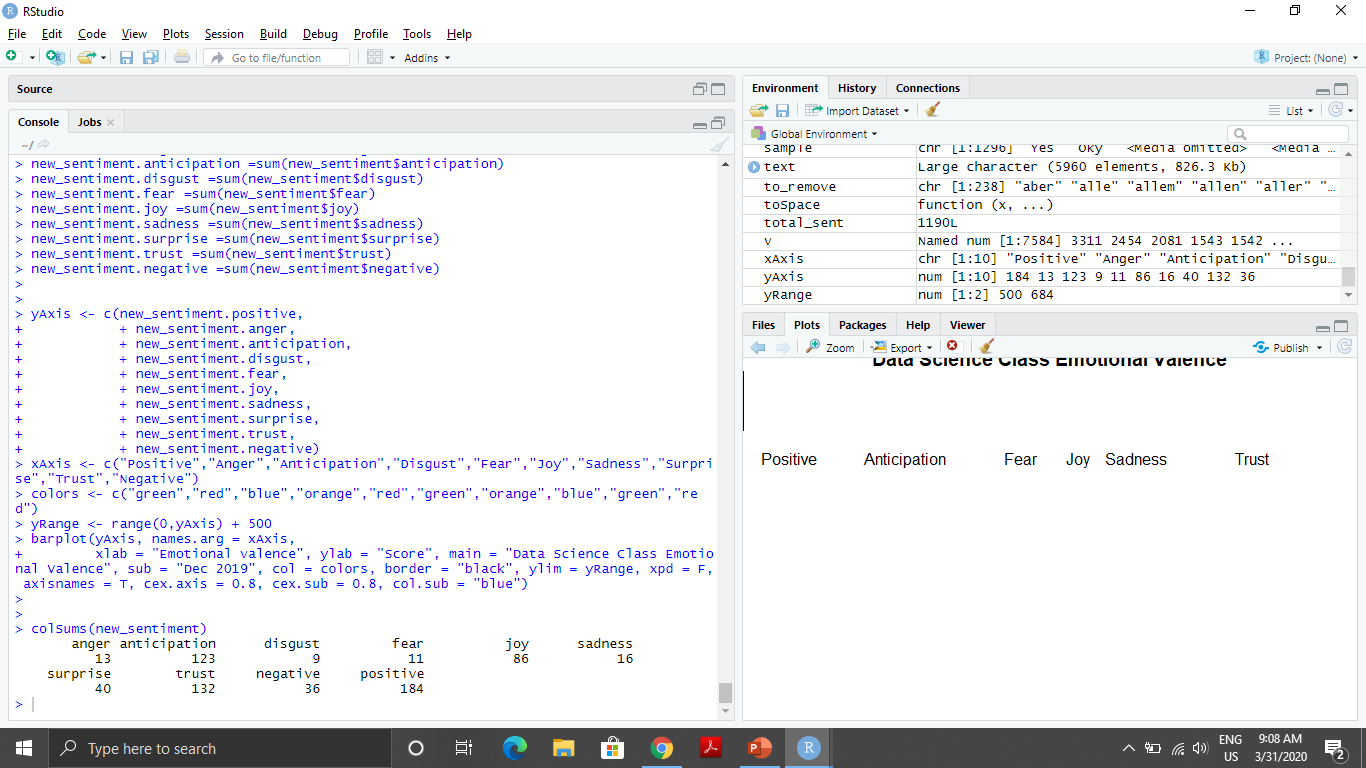 RStudio
File Edit Code View Plots Session Build Debug Profile Tools Help
Go to file/function Addins Project: (None)
Source
Console Jobs
~/
> new_sentiment.anticipation =sum(new_sentiment$anticipation)
> new_sentiment.disgust =sum(new_sentiment$disgust)
> new_sentiment.fear =sum(new_sentiment$fear)
> new_sentiment.joy =sum(new_sentiment$joy)
> new_sentiment.sadness =sum(new_sentiment$sadness)
> new_sentiment.surprise =sum(new_sentiment$surprise)
> new_sentiment.trust =sum(new_sentiment$trust)
> new_sentiment.negative =sum(new_sentiment$negative)
>
>
> yAxis <- c(new_sentiment.positive,
+ + new_sentiment.anger,
+ + new_sentiment.anticipation,
+ + new_sentiment.disgust,
+ + new_sentiment.fear,
+ + new_sentiment.joy,
+ + new_sentiment.sadness,
+ + new_sentiment.surprise,
+ + new_sentiment.trust,
+ + new_sentiment.negative)
> xAxis <- c("Positive","Anger","Anticipation","Disgust","Fear","Joy","Sadness","Surpri
se","Trust","Negative")
> colors <- c("green","red","blue","orange","red","green","orange","blue","green","re
d")
> yRange <- range(0,yAxis) + 500
> barplot(yAxis, names.arg = xAxis,
+ xlab = "Emotional valence", ylab = "Score", main = "Data Science Class Emotio
nal Valence", sub = "Dec 2019", col = colors, border = "black", ylim = yRange, xpd = F,
axisnames = T, cex.axis = 0.8, cex.sub = 0.8, col.sub = "blue")
>
>
> colSums(new_sentiment)
anger anticipation disgust fear joy sadness
13 123 9 11 86 16
surprise trust negative positive
40 132 36 184
>
Environment History Connections
Import Dataset List
Global Environment
sample chr [1:1296] "Yes" "Oky" "<Media omitted>" "<Media …
text Large character (5960 elements, 826.3 Kb)
to_remove chr [1:238] "aber" "alle" "allem" "allen" "aller" "…
toSpace function (x, ...)
total_sent 1190L
v Named num [1:7584] 3311 2454 2081 1543 1542 ...
xAxis chr [1:10] "Positive" "Anger" "Anticipation" "Disgu…
yAxis num [1:10] 184 13 123 9 11 86 16 40 132 36
yRange num [1:2] 500 684
Files Plots Packages Help Viewer
Zoom Export Publish
Data Science Class Emotional Valence
Positive Anticipation Fear Joy Sadness Trust
Type here to search
ENG
US
9:08 AM
3/31/2020
2